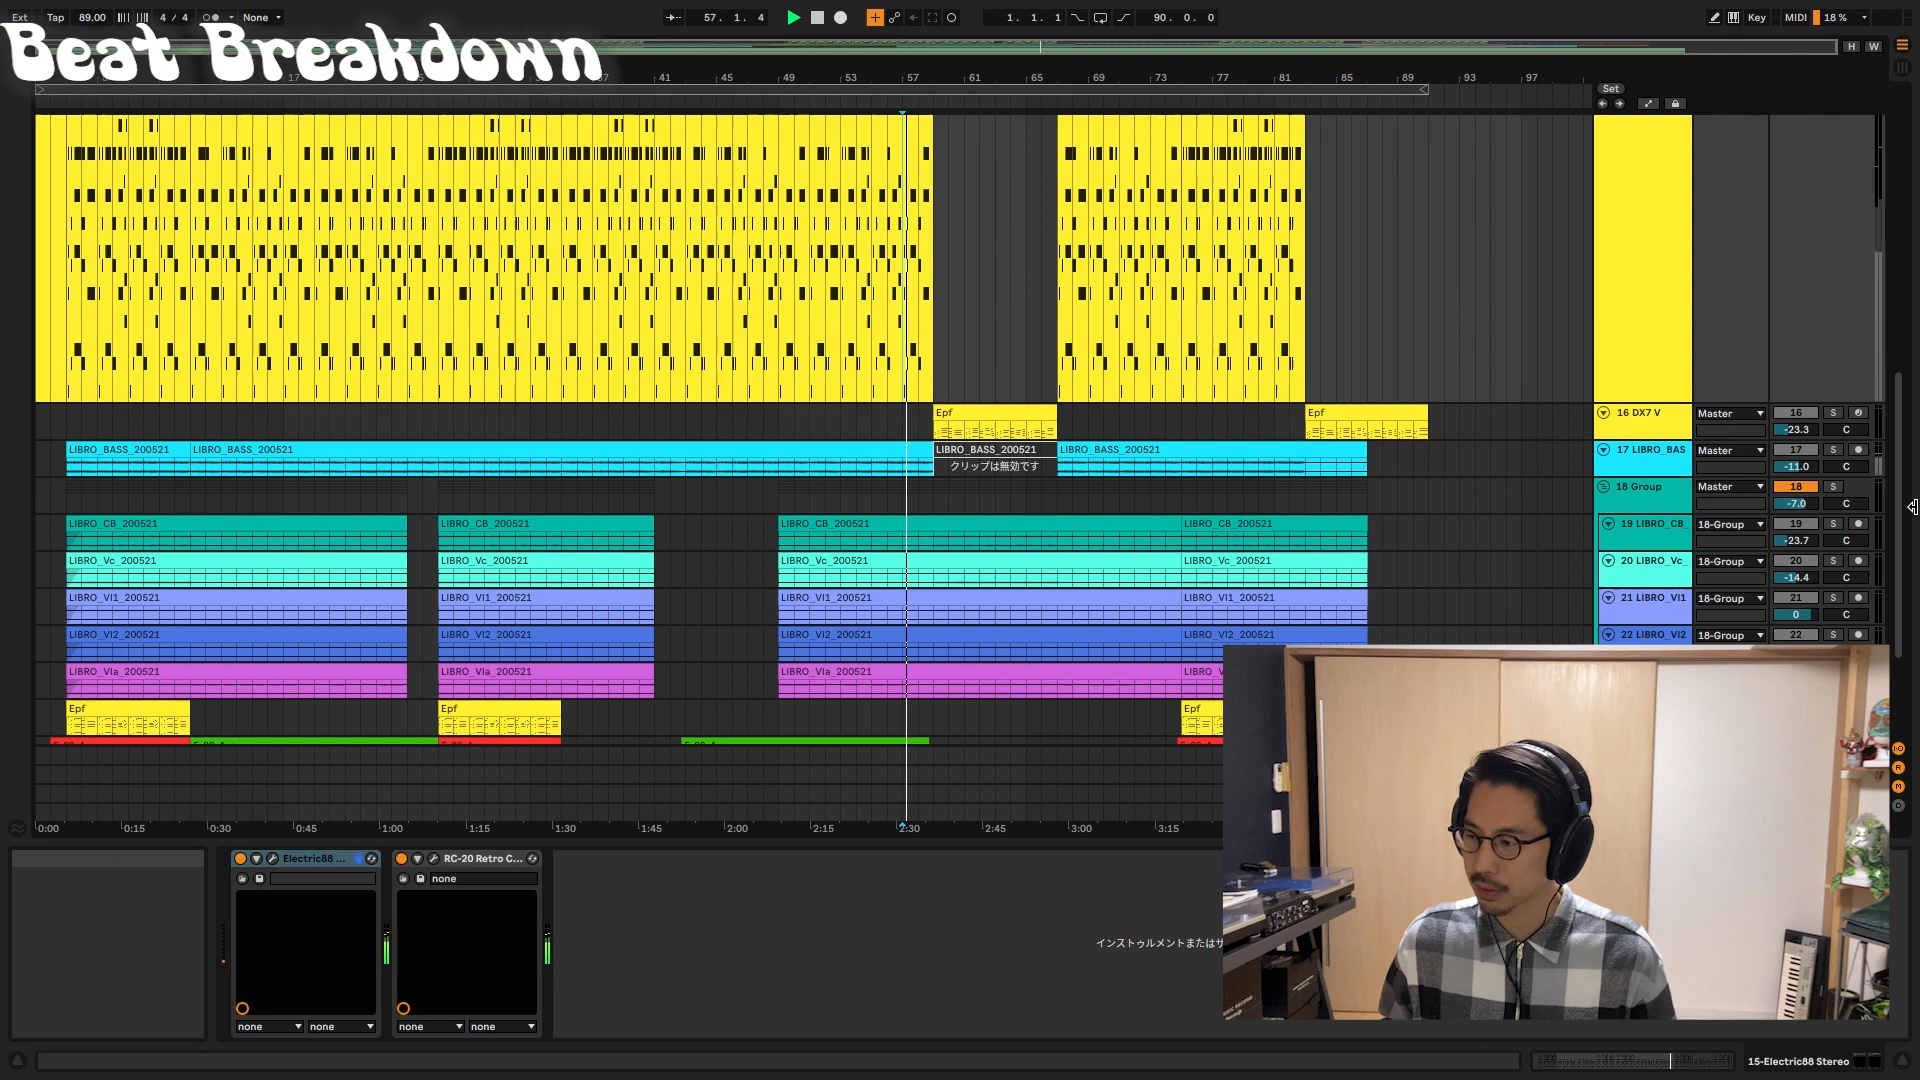 Ext Tap 89.00 4 / 4 None 57. 1. 4 1. 1. 1 90. 0. 0 Key MIDI 18 %
Beat Breakdown
H W
17 41 45 49 53 57 61 65 69 73 77 81 85 89 93 97
Set
Epf Epf 16 DX7 V Master 16 S
-23.3 C
LIBRO_BASS_200521 LIBRO_BASS_200521 LIBRO_BASS_200521 LIBRO_BASS_200521 17 LIBRO_BAS Master 17 S
クリップは無効です -11.0 C
18 Group Master 18 S
-7.0 C
LIBRO_CB_200521 LIBRO_CB_200521 LIBRO_CB_200521 LIBRO_CB_200521 19 LIBRO_CB_ 18-Group 19 S
-23.7 C
LIBRO_Vc_200521 LIBRO_Vc_200521 LIBRO_Vc_200521 LIBRO_Vc_200521 20 LIBRO_Vc_ 18-Group 20 S
-14.4 C
LIBRO_Vl1_200521 LIBRO_Vl1_200521 LIBRO_Vl1_200521 LIBRO_Vl1_200521 21 LIBRO_Vl1 18-Group 21 S
0 C
LIBRO_Vl2_200521 LIBRO_Vl2_200521 LIBRO_Vl2_200521 LIBRO_Vl2_200521 22 LIBRO_Vl2 18-Group 22 S
LIBRO_Vla_200521 LIBRO_Vla_200521 LIBRO_Vla_200521 LIBRO_V
Epf Epf Epf
0:00 0:15 0:30 0:45 1:00 1:15 1:30 1:45 2:00 2:15 2:30 2:45 3:00 3:15
I·O
R
M
D
Electric88 ... RC-20 Retro C...
none
インストゥルメントまたはサ
none none none none
15-Electric88 Stereo